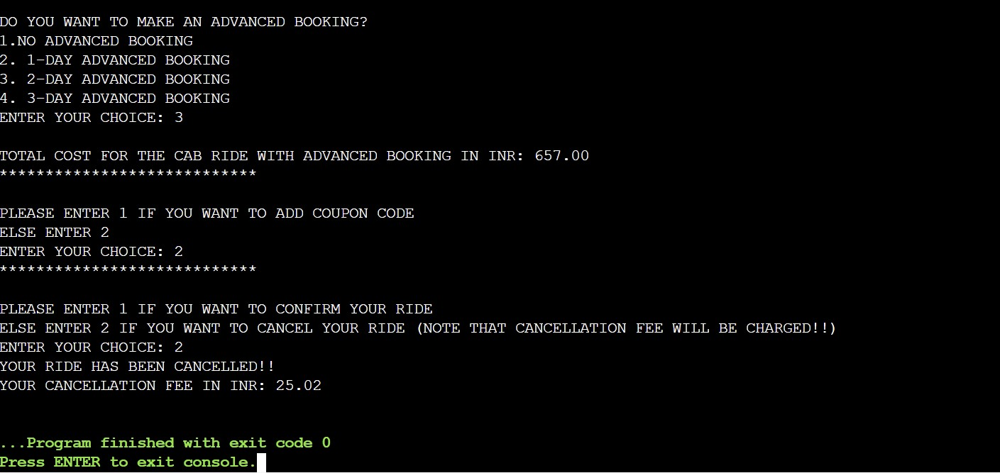 DO YOU WANT TO MAKE AN ADVANCED BOOKING?
1.NO ADVANCED BOOKING
2. 1-DAY ADVANCED BOOKING
3. 2-DAY ADVANCED BOOKING
4. 3-DAY ADVANCED BOOKING
ENTER YOUR CHOICE: 3
TOTAL COST FOR THE CAB RIDE WITH ADVANCED BOOKING IN INR: 657.00
****************************
PLEASE ENTER 1 IF YOU WANT TO ADD COUPON CODE
ELSE ENTER 2
ENTER YOUR CHOICE: 2
****************************
PLEASE ENTER 1 IF YOU WANT TO CONFIRM YOUR RIDE
ELSE ENTER 2 IF YOU WANT TO CANCEL YOUR RIDE (NOTE THAT CANCELLATION FEE WILL BE CHARGED!!)
ENTER YOUR CHOICE: 2
YOUR RIDE HAS BEEN CANCELLED!!
YOUR CANCELLATION FEE IN INR: 25.02
...Program finished with exit code 0
Press ENTER to exit console.